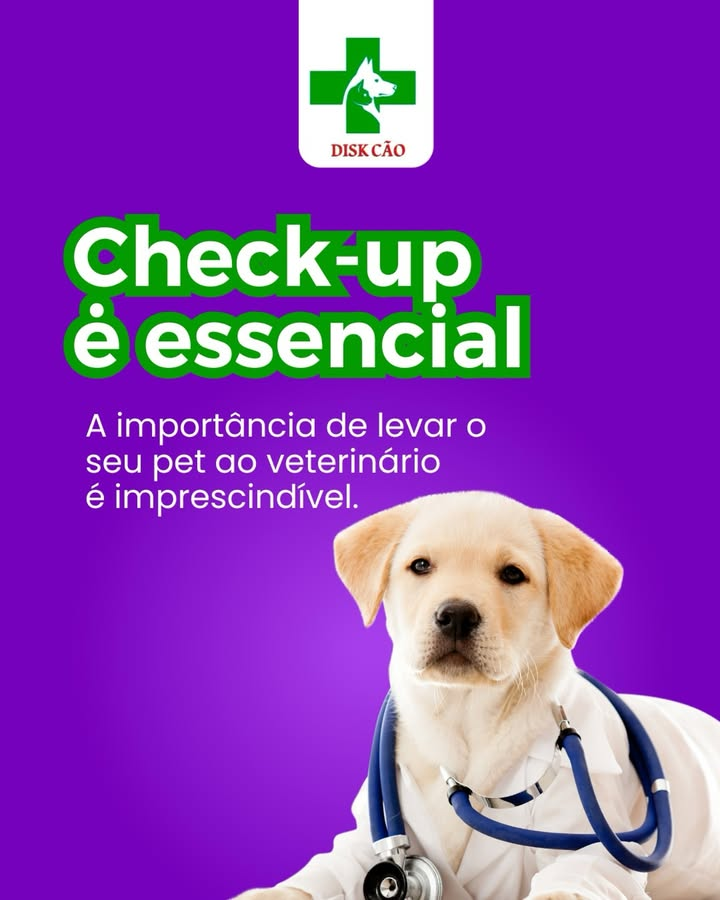 DISK CÃO
Check-up
ė essencial
A importância de levar o
seu pet ao veterinário
é imprescindível.